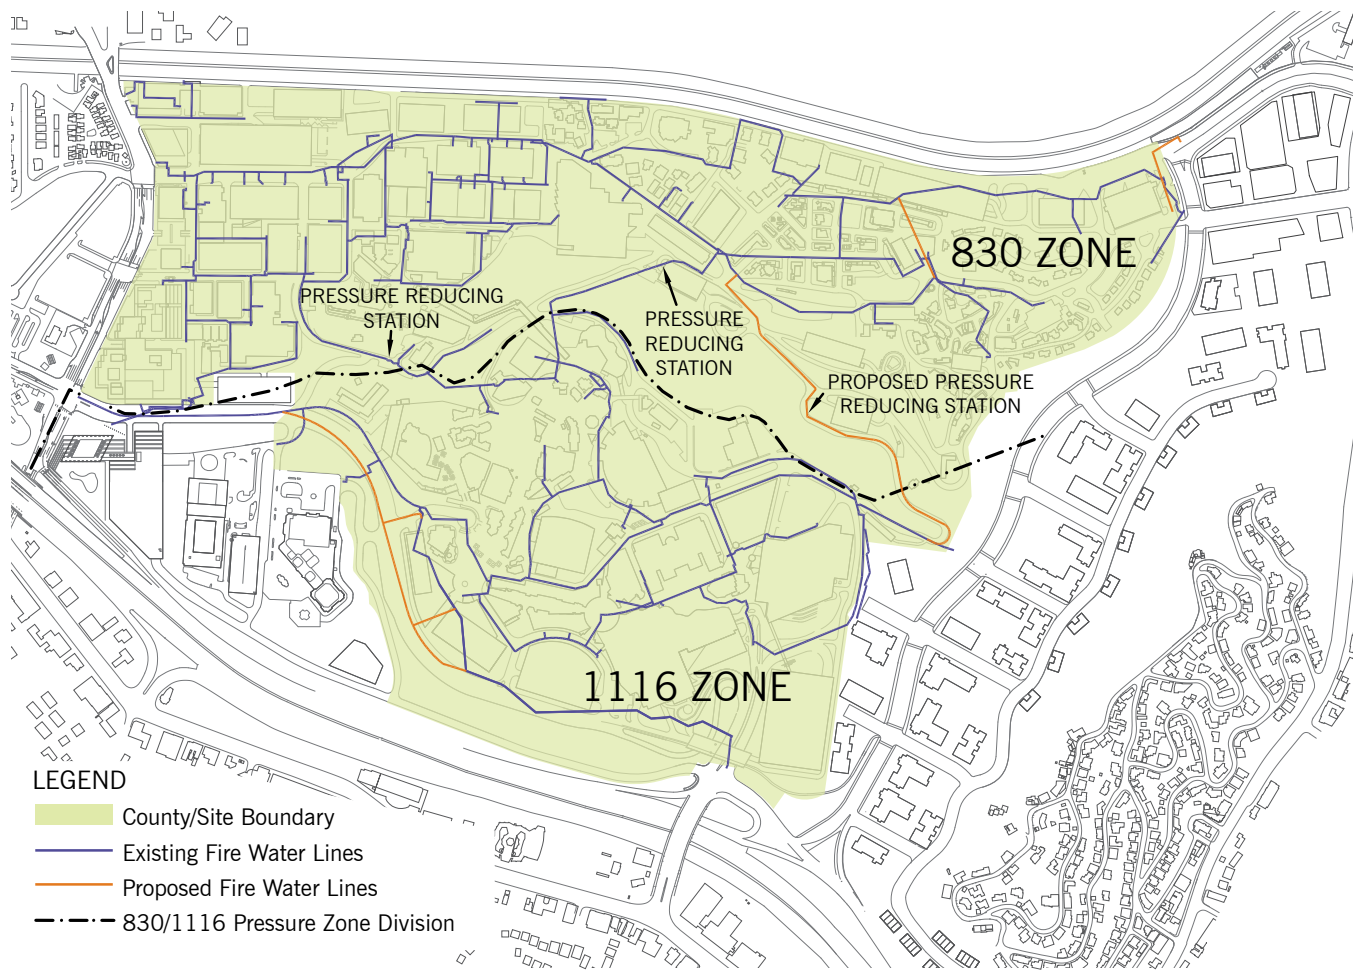 830 ZONE
PRESSURE REDUCING
STATION
PRESSURE
REDUCING
STATION
PROPOSED PRESSURE
REDUCING STATION
1116 ZONE
LEGEND
County/Site Boundary
Existing Fire Water Lines
Proposed Fire Water Lines
830/1116 Pressure Zone Division